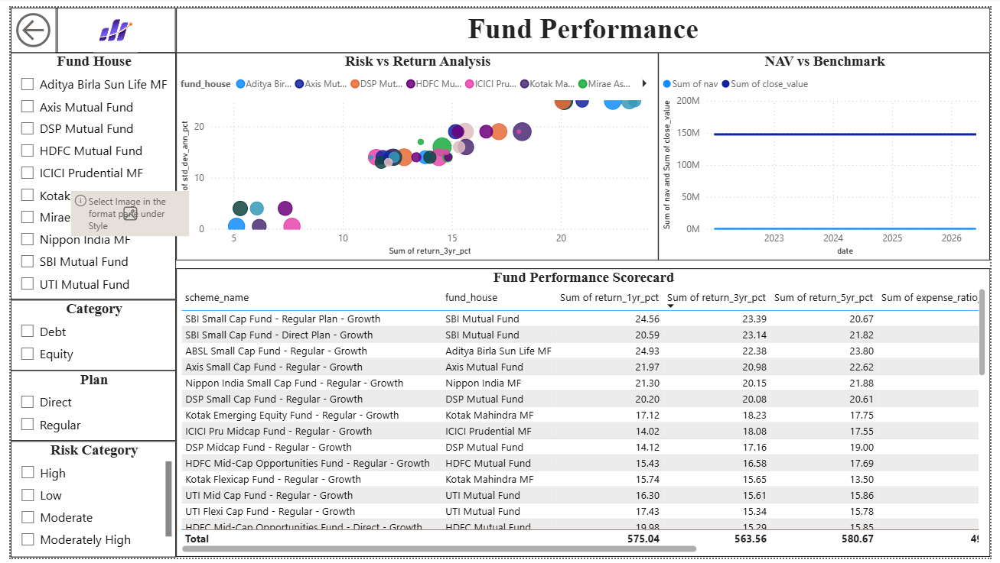 Fund Performance
Fund House
Aditya Birla Sun Life MF
Axis Mutual Fund
DSP Mutual Fund
HDFC Mutual Fund
ICICI Prudential MF
Kotak
Mirae
Nippon India MF
SBI Mutual Fund
UTI Mutual Fund
Select Image in the
format pane under
Style
Category
Debt
Equity
Plan
Direct
Regular
Risk Category
High
Low
Moderate
Moderately High
Risk vs Return Analysis
fund_house Aditya Bir... Axis Mut... DSP Mut... HDFC Mu... ICICI Pru... Kotak Ma... Mirae As...
of std_dev_ann_pct
20
10
0
5 10 15 20
Sum of return_3yr_pct
NAV vs Benchmark
Sum of nav Sum of close_value
Sum of nav and Sum of close_value
200M
150M
100M
50M
0M
2023 2024 2025 2026
date
Fund Performance Scorecard
scheme_name fund_house Sum of return_1yr_pct Sum of return_3yr_pct Sum of return_5yr_pct Sum of expense_ratio
SBI Small Cap Fund - Regular Plan - Growth SBI Mutual Fund 24.56 23.39 20.67
SBI Small Cap Fund - Direct Plan - Growth SBI Mutual Fund 20.59 23.14 21.82
ABSL Small Cap Fund - Regular - Growth Aditya Birla Sun Life MF 24.93 22.38 23.80
Axis Small Cap Fund - Regular - Growth Axis Mutual Fund 21.97 20.98 22.62
Nippon India Small Cap Fund - Regular - Growth Nippon India MF 21.30 20.15 21.88
DSP Small Cap Fund - Regular - Growth DSP Mutual Fund 20.20 20.08 20.61
Kotak Emerging Equity Fund - Regular - Growth Kotak Mahindra MF 17.12 18.23 17.75
ICICI Pru Midcap Fund - Regular - Growth ICICI Prudential MF 14.02 18.08 17.55
DSP Midcap Fund - Regular - Growth DSP Mutual Fund 14.12 17.16 19.00
HDFC Mid-Cap Opportunities Fund - Regular - Growth HDFC Mutual Fund 15.43 16.58 17.69
Kotak Flexicap Fund - Regular - Growth Kotak Mahindra MF 15.74 15.65 13.50
UTI Mid Cap Fund - Regular - Growth UTI Mutual Fund 16.30 15.61 15.86
UTI Flexi Cap Fund - Regular - Growth UTI Mutual Fund 17.43 15.34 15.78
HDFC Mid-Cap Opportunities Fund - Direct - Growth HDFC Mutual Fund 19.98 15.29 15.85
Total 575.04 563.56 580.67